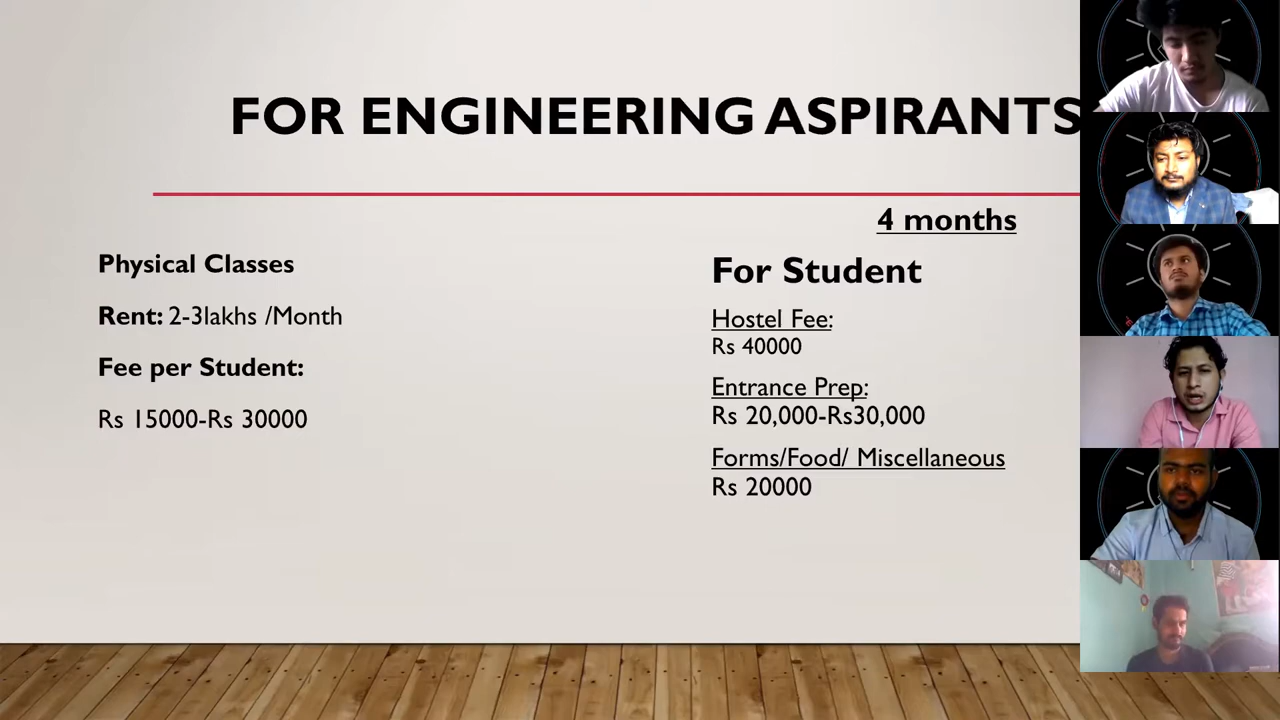 FOR ENGINEERING ASPIRANTS
Physical Classes
Rent: 2-3lakhs /Month
Fee per Student:
Rs 15000-Rs 30000
4 months
For Student
Hostel Fee:
Rs 40000
Entrance Prep:
Rs 20,000-Rs30,000
Forms/Food/ Miscellaneous
Rs 20000